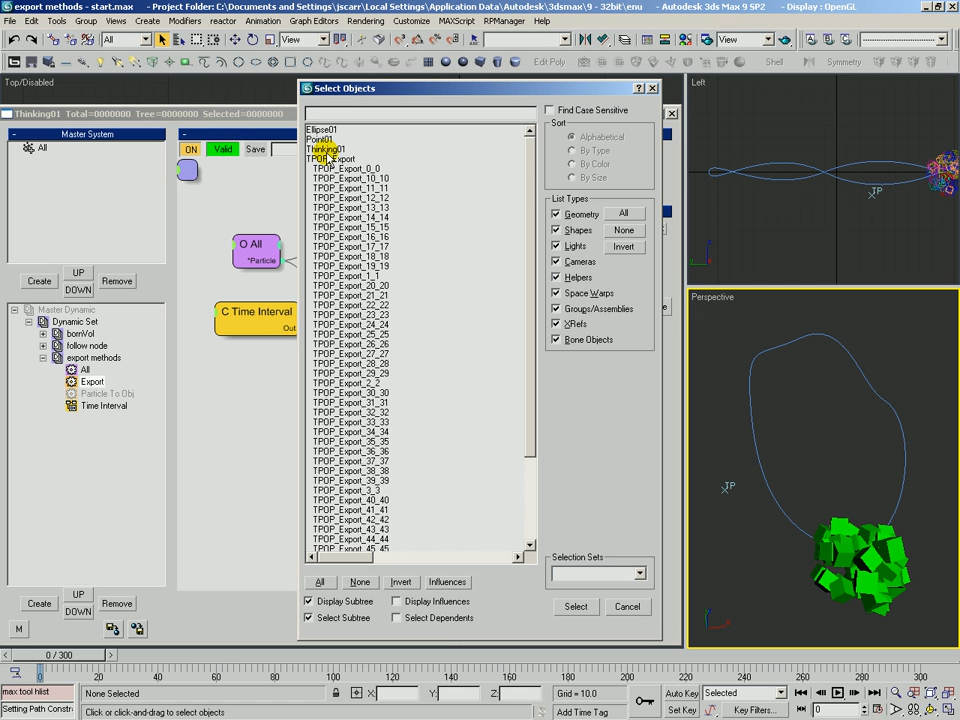 export methods - start.max - Project Folder: C:\Documents and Settings\jscarr\Local Settings\Application Data\Autodesk\3dsmax\9 - 32bit\enu - Autodesk 3ds Max 9 SP2 - Display : OpenGL
File Edit Tools Group Views Create Modifiers reactor Animation Graph Editors Rendering Customize MAXScript RPManager Help
All View View
Edit Poly Shell Symmetry
Top/Disabled
Select Objects
Left
Thinking01 Total=0000000 Tree=0000000 Selected=0000000
Master System
All
ON Valid Save
Find Case Sensitive
Sort
Alphabetical
By Type
By Color
By Size
List Types
Geometry All
Shapes None
Lights Invert
Cameras
Helpers
Space Warps
Groups/Assemblies
XRefs
Bone Objects
Ellipse01
Point01
Thinking01
TPOP_Export
TPOP_Export_0_0
TPOP_Export_10_10
TPOP_Export_11_11
TPOP_Export_12_12
TPOP_Export_13_13
TPOP_Export_14_14
TPOP_Export_15_15
TPOP_Export_16_16
TPOP_Export_17_17
TPOP_Export_18_18
TPOP_Export_19_19
TPOP_Export_1_1
TPOP_Export_20_20
TPOP_Export_21_21
TPOP_Export_22_22
TPOP_Export_23_23
TPOP_Export_24_24
TPOP_Export_25_25
TPOP_Export_26_26
TPOP_Export_27_27
TPOP_Export_28_28
TPOP_Export_29_29
TPOP_Export_2_2
TPOP_Export_30_30
TPOP_Export_31_31
TPOP_Export_32_32
TPOP_Export_33_33
TPOP_Export_34_34
TPOP_Export_35_35
TPOP_Export_36_36
TPOP_Export_37_37
TPOP_Export_38_38
TPOP_Export_39_39
TPOP_Export_3_3
TPOP_Export_40_40
TPOP_Export_41_41
TPOP_Export_42_42
TPOP_Export_43_43
TPOP_Export_44_44
TPOP_Export_45_45
O All
*Particle
C Time Interval
Out
Create UP DOWN Remove
Master Dynamic
Dynamic Set
bornVol
follow node
export methods
All
Export
Particle To Obj
Time Interval
Create UP DOWN Remove
M
All None Invert Influences
Display Subtree Display Influences
Select Subtree Select Dependents
Selection Sets
Select Cancel
TP
Perspective
TP
0 / 300
0 20 40 60 80 100 120 140 160 180 200 220 240 260 280 300
max tool hlist
Setting Path Constr
None Selected
Click or click-and-drag to select objects
X: Y: Z:
Grid = 10.0
Add Time Tag
Auto Key Selected
Set Key Key Filters...
0